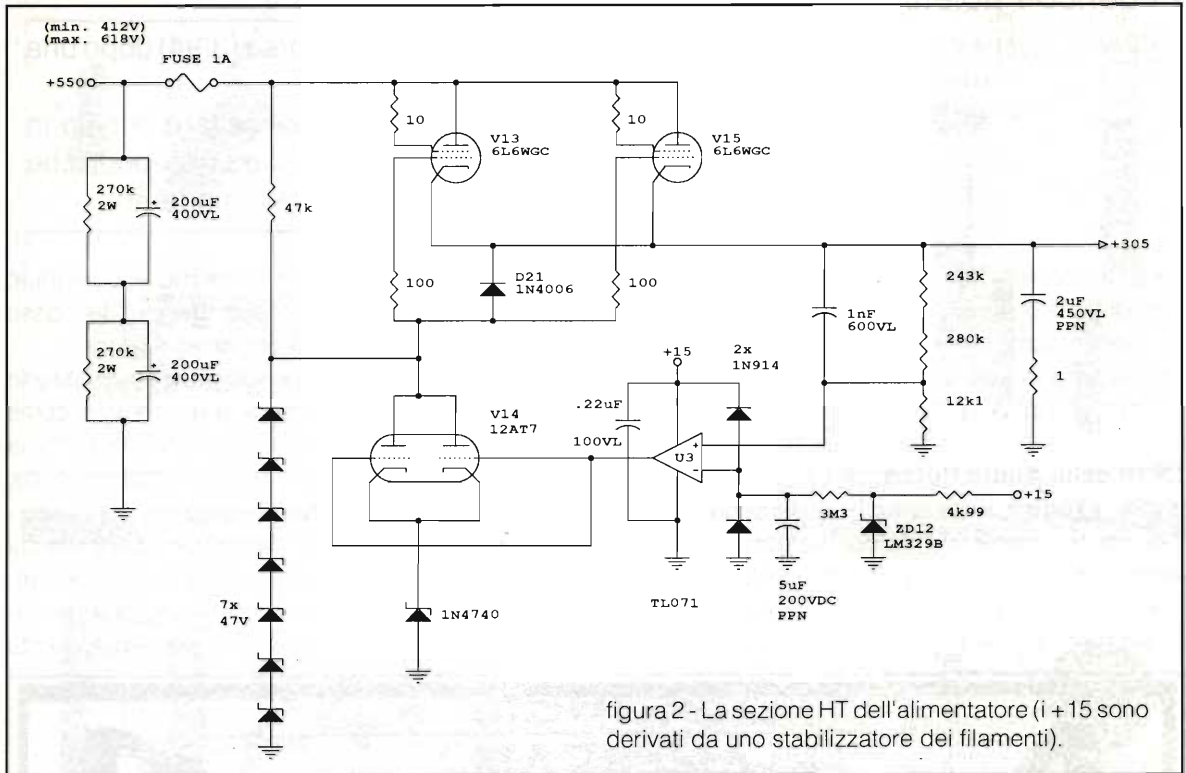 (min. 412V)
(max. 618V)
FUSE 1A
+550
10
10
V13
6L6WGC
V15
6L6WGC
270k
2W
200uF
400VL
47k
+305
100
D21
1N4006
100
243k
1nF
600VL
2uF
450VL
PPN
280k
270k
2W
200uF
400VL
2x
1N914
+15
1
12k1
V14
12AT7
.22uF
100VL
+
U3
-
+15
3M3
4k99
ZD12
LM329B
7x
47V
1N4740
TL071
5uF
200VDC
PPN
figura 2 - La sezione HT dell'alimentatore (i +15 sono
derivati da uno stabilizzatore dei filamenti).